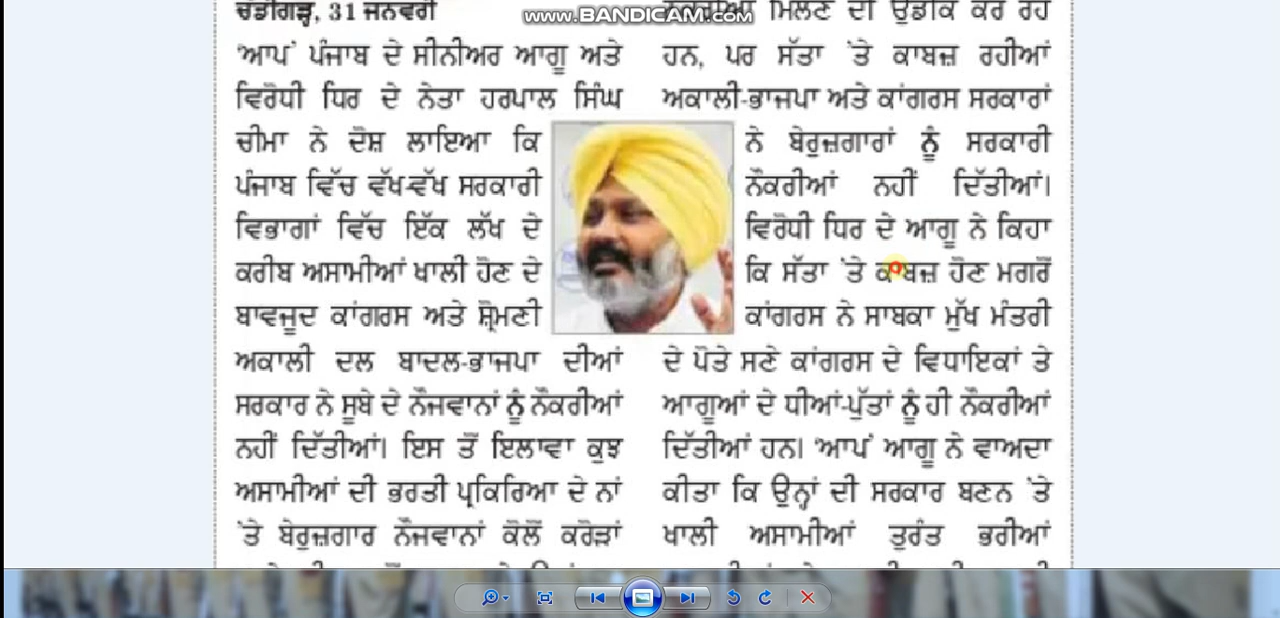 www.BANDICAM.com
ਚੰਡੀਗੜ੍ਹ, 31 ਜਨਵਰੀ
'ਆਪ' ਪੰਜਾਬ ਦੇ ਸੀਨੀਅਰ ਆਗੂ ਅਤੇ
ਵਿਰੋਧੀ ਧਿਰ ਦੇ ਨੇਤਾ ਹਰਪਾਲ ਸਿੰਘ
ਚੀਮਾ ਨੇ ਦੋਸ਼ ਲਾਇਆ ਕਿ
ਪੰਜਾਬ ਵਿੱਚ ਵੱਖ-ਵੱਖ ਸਰਕਾਰੀ
ਵਿਭਾਗਾਂ ਵਿੱਚ ਇੱਕ ਲੱਖ ਦੇ
ਕਰੀਬ ਅਸਾਮੀਆਂ ਖਾਲੀ ਹੋਣ ਦੇ
ਬਾਵਜੂਦ ਕਾਂਗਰਸ ਅਤੇ ਸ਼੍ਰੋਮਣੀ
ਅਕਾਲੀ ਦਲ ਬਾਦਲ-ਭਾਜਪਾ ਦੀਆਂ
ਸਰਕਾਰ ਨੇ ਸੂਬੇ ਦੇ ਨੌਜਵਾਨਾਂ ਨੂੰ ਨੌਕਰੀਆਂ
ਨਹੀਂ ਦਿੱਤੀਆਂ। ਇਸ ਤੋਂ ਇਲਾਵਾ ਕੁਝ
ਅਸਾਮੀਆਂ ਦੀ ਭਰਤੀ ਪ੍ਰਕਿਰਿਆ ਦੇ ਨਾਂ
'ਤੇ ਬੇਰੁਜ਼ਗਾਰ ਨੌਜਵਾਨਾਂ ਕੋਲੋਂ ਕਰੋੜਾਂ
ਨੌਕਰੀਆਂ ਮਿਲਣ ਦੀ ਉਡੀਕ ਕਰ ਰਹੇ
ਹਨ, ਪਰ ਸੱਤਾ 'ਤੇ ਕਾਬਜ਼ ਰਹੀਆਂ
ਅਕਾਲੀ-ਭਾਜਪਾ ਅਤੇ ਕਾਂਗਰਸ ਸਰਕਾਰਾਂ
ਨੇ ਬੇਰੁਜ਼ਗਾਰਾਂ ਨੂੰ ਸਰਕਾਰੀ
ਨੌਕਰੀਆਂ ਨਹੀਂ ਦਿੱਤੀਆਂ।
ਵਿਰੋਧੀ ਧਿਰ ਦੇ ਆਗੂ ਨੇ ਕਿਹਾ
ਕਿ ਸੱਤਾ 'ਤੇ ਕਾਬਜ਼ ਹੋਣ ਮਗਰੋਂ
ਕਾਂਗਰਸ ਨੇ ਸਾਬਕਾ ਮੁੱਖ ਮੰਤਰੀ
ਦੇ ਪੋਤੇ ਸਣੇ ਕਾਂਗਰਸ ਦੇ ਵਿਧਾਇਕਾਂ ਤੇ
ਆਗੂਆਂ ਦੇ ਧੀਆਂ-ਪੁੱਤਾਂ ਨੂੰ ਹੀ ਨੌਕਰੀਆਂ
ਦਿੱਤੀਆਂ ਹਨ। 'ਆਪ' ਆਗੂ ਨੇ ਵਾਅਦਾ
ਕੀਤਾ ਕਿ ਉਨ੍ਹਾਂ ਦੀ ਸਰਕਾਰ ਬਣਨ 'ਤੇ
ਖਾਲੀ ਅਸਾਮੀਆਂ ਤੁਰੰਤ ਭਰੀਆਂ